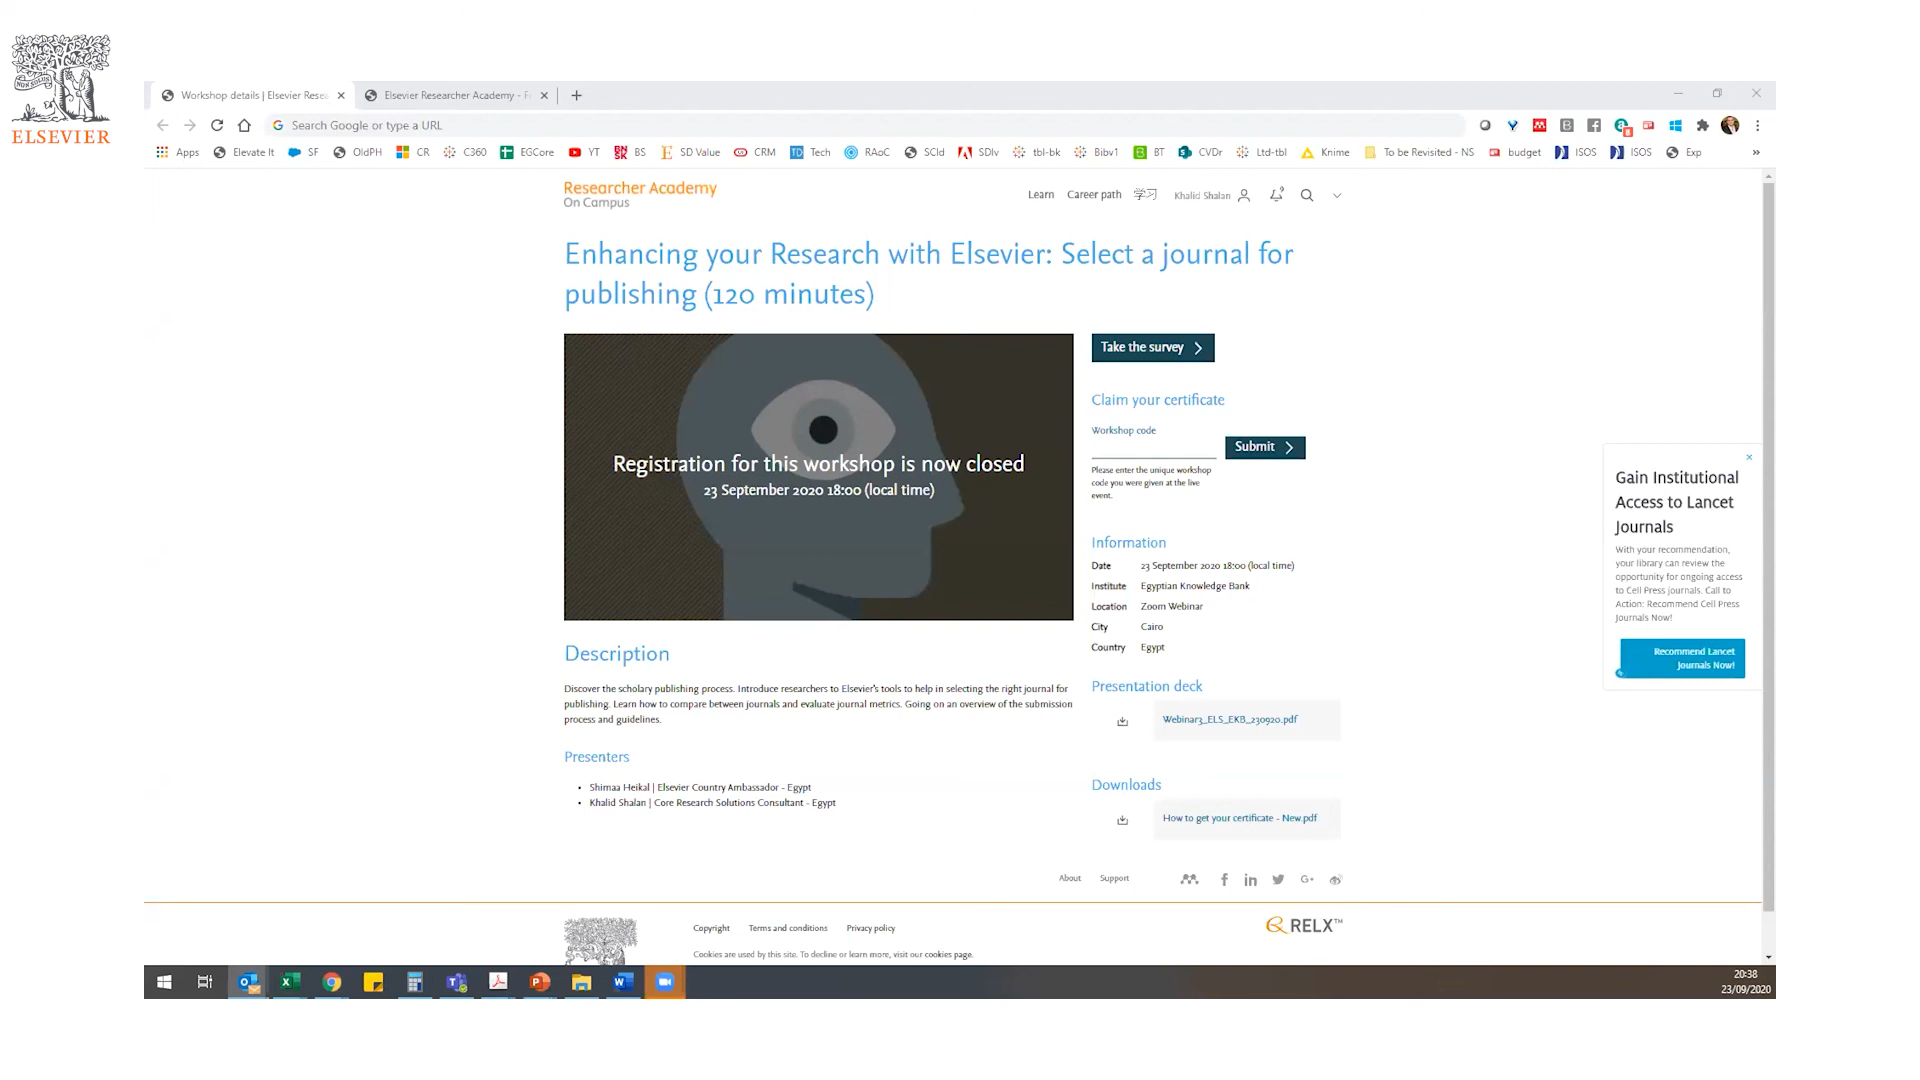 NON SOLUS
ELSEVIER
Workshop details | Elsevier Resea
Elsevier Researcher Academy -
Search Google or type a URL
Apps Elevate It SF OldPH CR C360 EGCore YT BS SD Value CRM Tech RAoC SCId SDIv tbl-bk Bibv1 BT CVDr Ltd-tbl Knime To be Revisited - NS budget ISOS ISOS Exp »
Researcher Academy
On Campus
Learn Career path 学习 Khalid Shalan
Enhancing your Research with Elsevier: Select a journal for
publishing (120 minutes)
Registration for this workshop is now closed
23 September 2020 18:00 (local time)
Take the survey
Claim your certificate
Workshop code
Submit
Please enter the unique workshop
code you were given at the live
event.
Information
Date 23 September 2020 18:00 (local time)
Institute Egyptian Knowledge Bank
Location Zoom Webinar
City Cairo
Country Egypt
Presentation deck
Webinar3_ELS_EKB_230920.pdf
Downloads
How to get your certificate - New.pdf
Description
Discover the scholary publishing process. Introduce researchers to Elsevier's tools to help in selecting the right journal for
publishing. Learn how to compare between journals and evaluate journal metrics. Going on an overview of the submission
process and guidelines.
Presenters
Shimaa Heikal | Elsevier Country Ambassador - Egypt
Khalid Shalan | Core Research Solutions Consultant - Egypt
Gain Institutional
Access to Lancet
Journals
With your recommendation,
your library can review the
opportunity for ongoing access
to Cell Press journals. Call to
Action: Recommend Cell Press
Journals Now!
Recommend Lancet
Journals Now!
About Support
Copyright Terms and conditions Privacy policy
RELX™
Cookies are used by this site. To decline or learn more, visit our cookies page.
20:38
23/09/2020